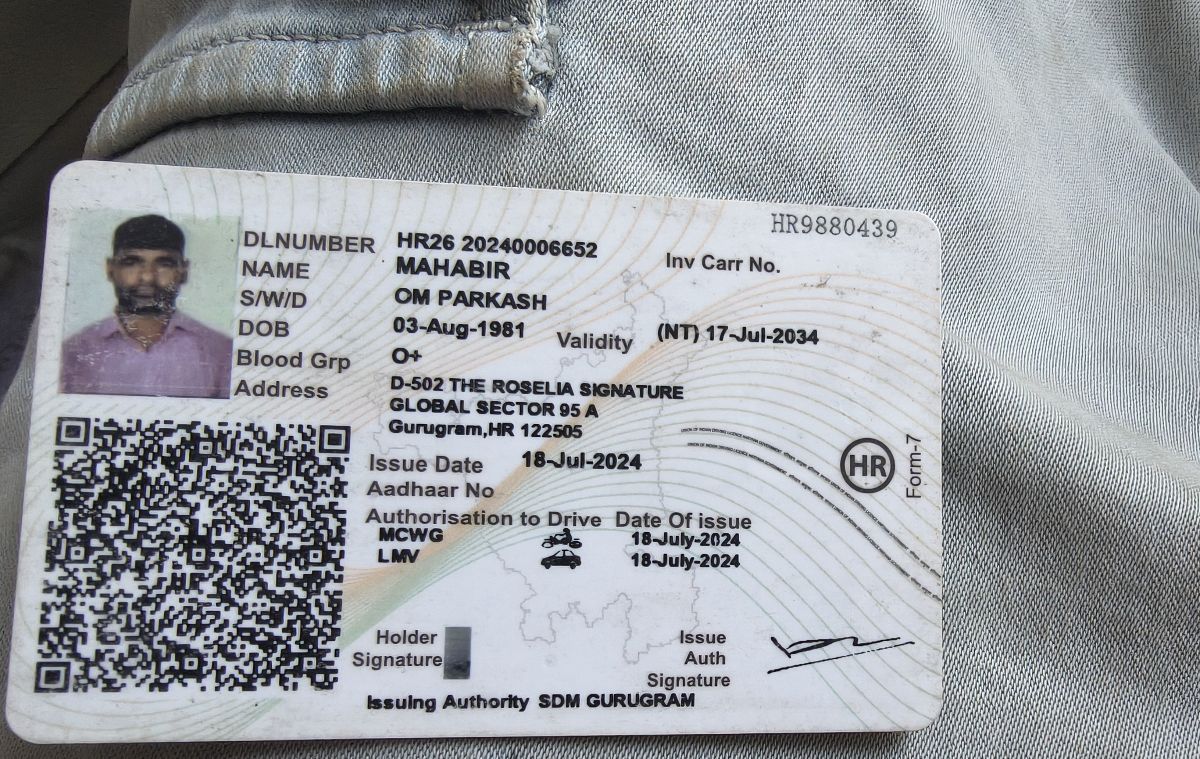 HR9880439
DLNUMBER HR26 20240006652
NAME MAHABIR
Inv Carr No.
S/W/D OM PARKASH
DOB 03-Aug-1981 Validity (NT) 17-Jul-2034
Blood Grp O+
Address D-502 THE ROSELIA SIGNATURE
GLOBAL SECTOR 95 A
Gurugram,HR 122505
Issue Date 18-Jul-2024
HR
Form-7
Aadhaar No
Authorisation to Drive Date Of issue
MCWG 18-July-2024
LMV 18-July-2024
Holder Signature
Issue Auth Signature
Issuing Authority SDM GURUGRAM